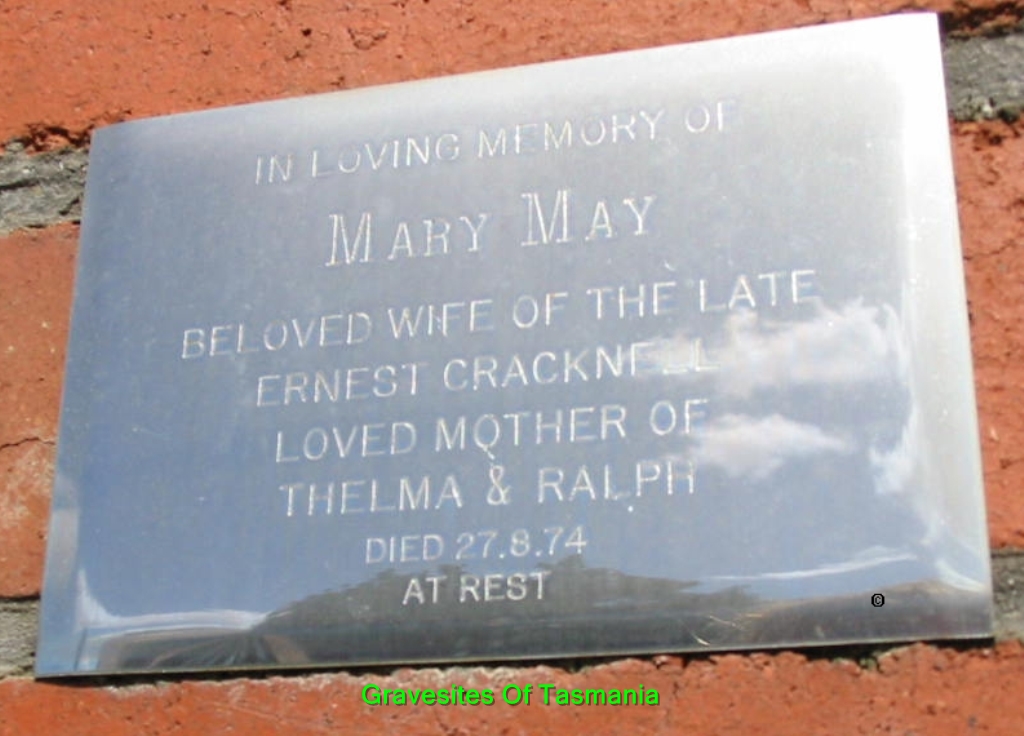 IN LOVING MEMORY OF
MARY MAY
BELOVED WIFE OF THE LATE
ERNEST CRACKNELL
LOVED MOTHER OF
THELMA & RALPH
DIED 27.8.74
AT REST
©
Gravesites Of Tasmania